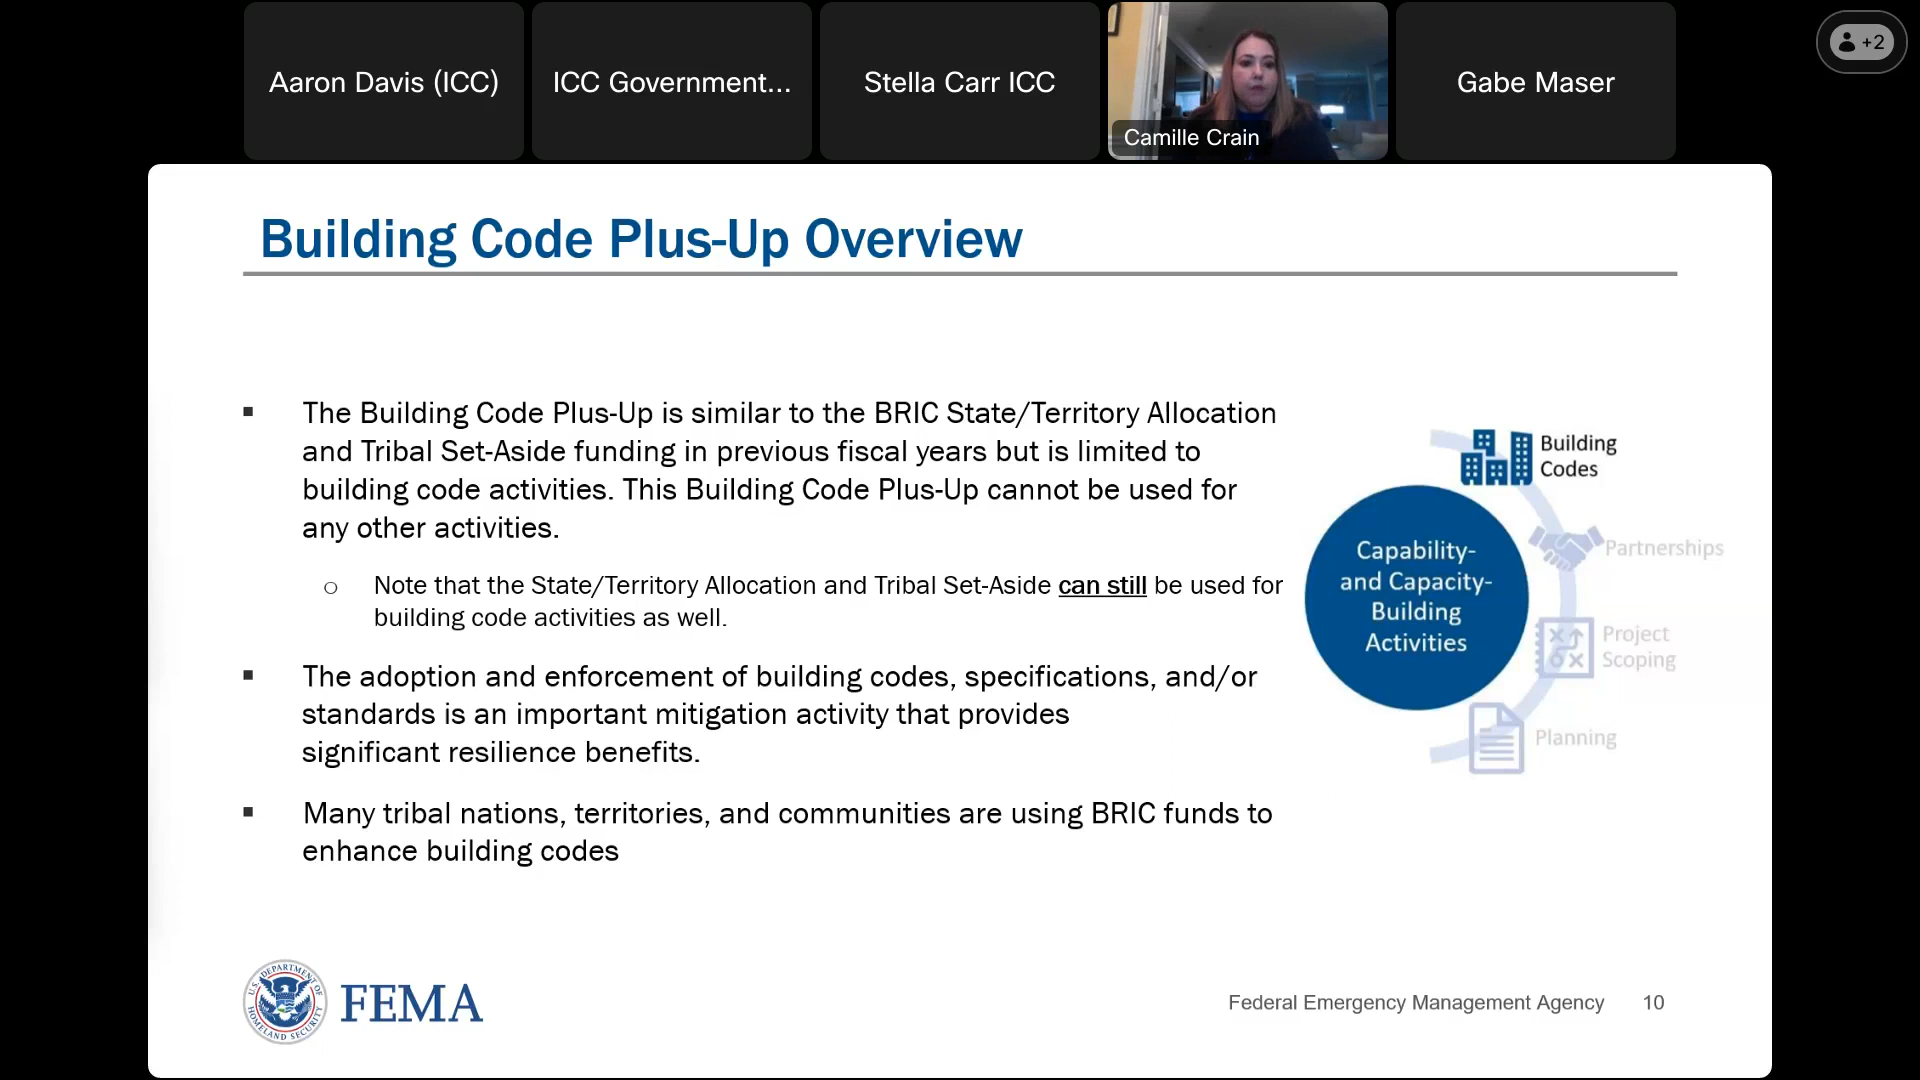 Aaron Davis (ICC)
ICC Government...
Stella Carr ICC
Camille Crain
Gabe Maser
+2
Building Code Plus-Up Overview
▪ The Building Code Plus-Up is similar to the BRIC State/Territory Allocation
and Tribal Set-Aside funding in previous fiscal years but is limited to
building code activities. This Building Code Plus-Up cannot be used for
any other activities.
o Note that the State/Territory Allocation and Tribal Set-Aside can still be used for
building code activities as well.
▪ The adoption and enforcement of building codes, specifications, and/or
standards is an important mitigation activity that provides
significant resilience benefits.
▪ Many tribal nations, territories, and communities are using BRIC funds to
enhance building codes
Capability-
and Capacity-
Building
Activities
Building
Codes
Partnerships
Project
Scoping
Planning
U.S. DEPARTMENT OF
HOMELAND SECURITY
FEMA
Federal Emergency Management Agency
10